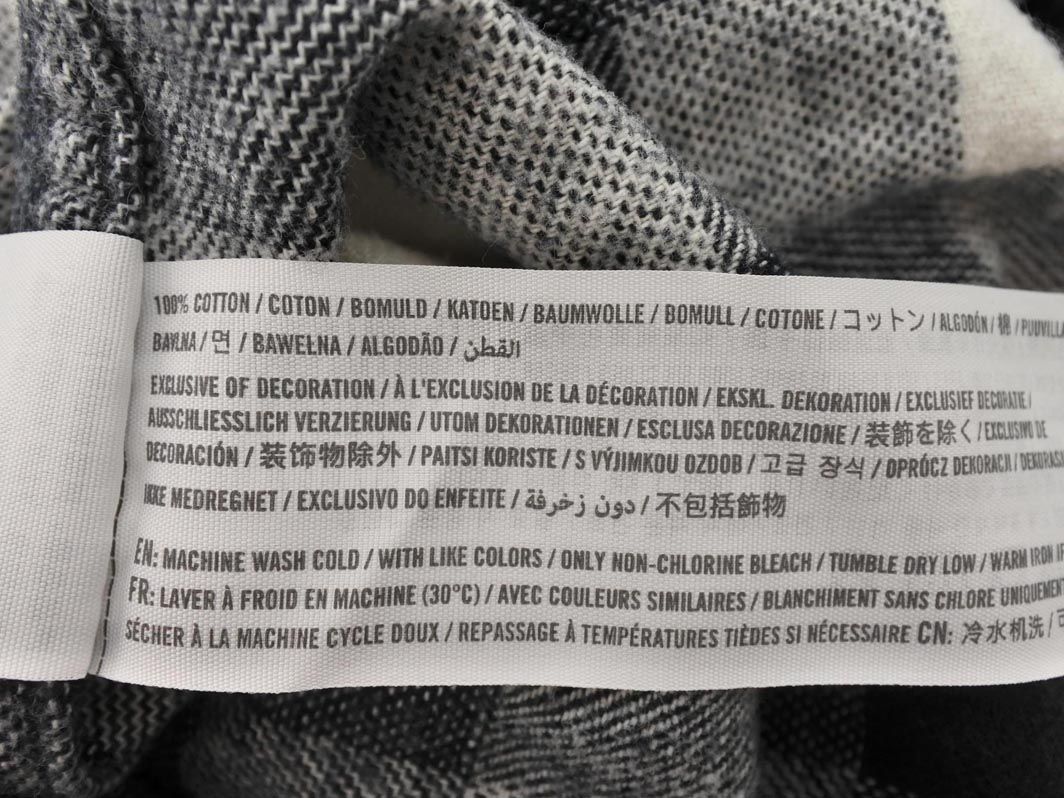 100% COTTON / COTON / BOMULD / KATOEN / BAUMWOLLE / BOMULL / COTONE / コットン / ALGODÓN / 棉 / PUUVILLA
BAVLNA / 면 / BAWEŁNA / ALGODÃO / القطن
EXCLUSIVE OF DECORATION / À L'EXCLUSION DE LA DÉCORATION / EKSKL. DEKORATION / EXCLUSIEF DECORATIE /
AUSSCHLIESSLICH VERZIERUNG / UTOM DEKORATIONEN / ESCLUSA DECORAZIONE / 装飾を除く / EXCLUSIVO DE
DECORACIÓN / 装饰物除外 / PAITSI KORISTE / S VÝJIMKOU OZDOB / 고급 장식 / OPRÓCZ DEKORACJI /
IKKE MEDREGNET / EXCLUSIVO DO ENFEITE / دون زخرفة / 不包括飾物
EN: MACHINE WASH COLD / WITH LIKE COLORS / ONLY NON-CHLORINE BLEACH / TUMBLE DRY LOW / WARM IRON
FR: LAVER À FROID EN MACHINE (30°C) / AVEC COULEURS SIMILAIRES / BLANCHIMENT SANS CHLORE UNIQUEMENT
SÉCHER À LA MACHINE CYCLE DOUX / REPASSAGE À TEMPÉRATURES TIÈDES SI NÉCESSAIRE CN: 冷水机洗 /